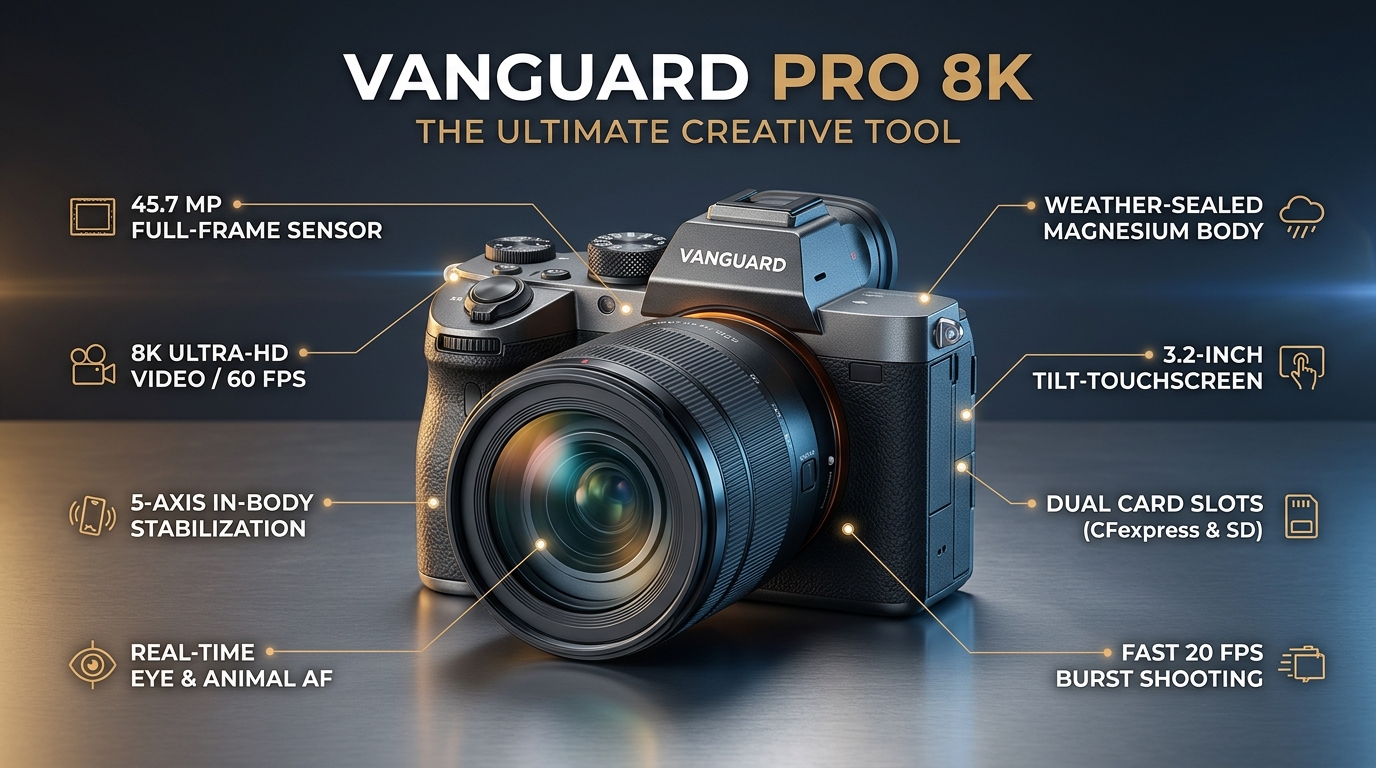 VANGUARD PRO 8K
THE ULTIMATE CREATIVE TOOL
45.7 MP
FULL-FRAME SENSOR
8K ULTRA-HD
VIDEO / 60 FPS
5-AXIS IN-BODY
STABILIZATION
REAL-TIME
EYE & ANIMAL AF
VANGUARD
WEATHER-SEALED
MAGNESIUM BODY
3.2-INCH
TILT-TOUCHSCREEN
DUAL CARD SLOTS
(CFexpress & SD)
FAST 20 FPS
BURST SHOOTING